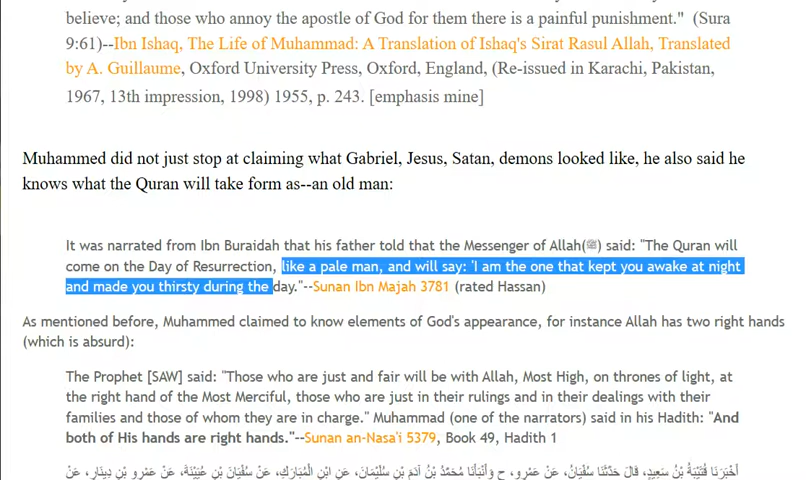 believe; and those who annoy the apostle of God for them there is a painful punishment." (Sura
9:61)--Ibn Ishaq, The Life of Muhammad: A Translation of Ishaq's Sirat Rasul Allah, Translated
by A. Guillaume, Oxford University Press, Oxford, England, (Re-issued in Karachi, Pakistan,
1967, 13th impression, 1998) 1955, p. 243. [emphasis mine]
Muhammed did not just stop at claiming what Gabriel, Jesus, Satan, demons looked like, he also said he
knows what the Quran will take form as--an old man:
It was narrated from Ibn Buraidah that his father told that the Messenger of Allah(ﷺ) said: "The Quran will
come on the Day of Resurrection, like a pale man, and will say: 'I am the one that kept you awake at night
and made you thirsty during the day."--Sunan Ibn Majah 3781 (rated Hassan)
As mentioned before, Muhammed claimed to know elements of God's appearance, for instance Allah has two right hands
(which is absurd):
The Prophet [SAW] said: "Those who are just and fair will be with Allah, Most High, on thrones of light, at
the right hand of the Most Merciful, those who are just in their rulings and in their dealings with their
families and those of whom they are in charge." Muhammad (one of the narrators) said in his Hadith: "And
both of His hands are right hands."--Sunan an-Nasa'i 5379, Book 49, Hadith 1
أَخْبَرَنَا قُتَيْبَةُ بْنُ سَعِيدٍ، قَالَ حَدَّثَنَا سُفْيَانُ، عَنْ عَمْرٍو، ح وَأَنْبَأَنَا مُحَمَّدُ بْنُ آدَمَ بْنِ سُلَيْمَانَ، عَنِ ابْنِ الْمُبَارَكِ، عَنْ سُفْيَانَ بْنِ عُيَيْنَةَ، عَنْ عَمْرِو بْنِ دِينَارٍ، عَنْ